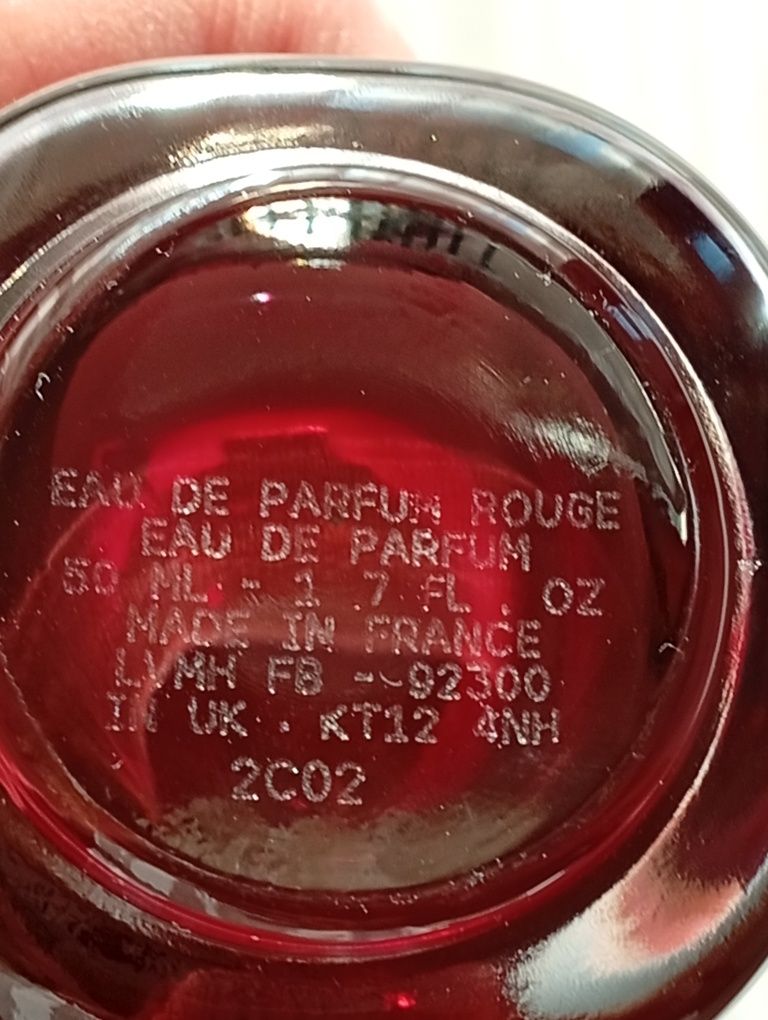 EAU DE PARFUM ROUGE
EAU DE PARFUM
50 ML - 1.7 FL. OZ
MADE IN FRANCE
LVMH FB - 92300
IN UK . KT12 4NH
2C02